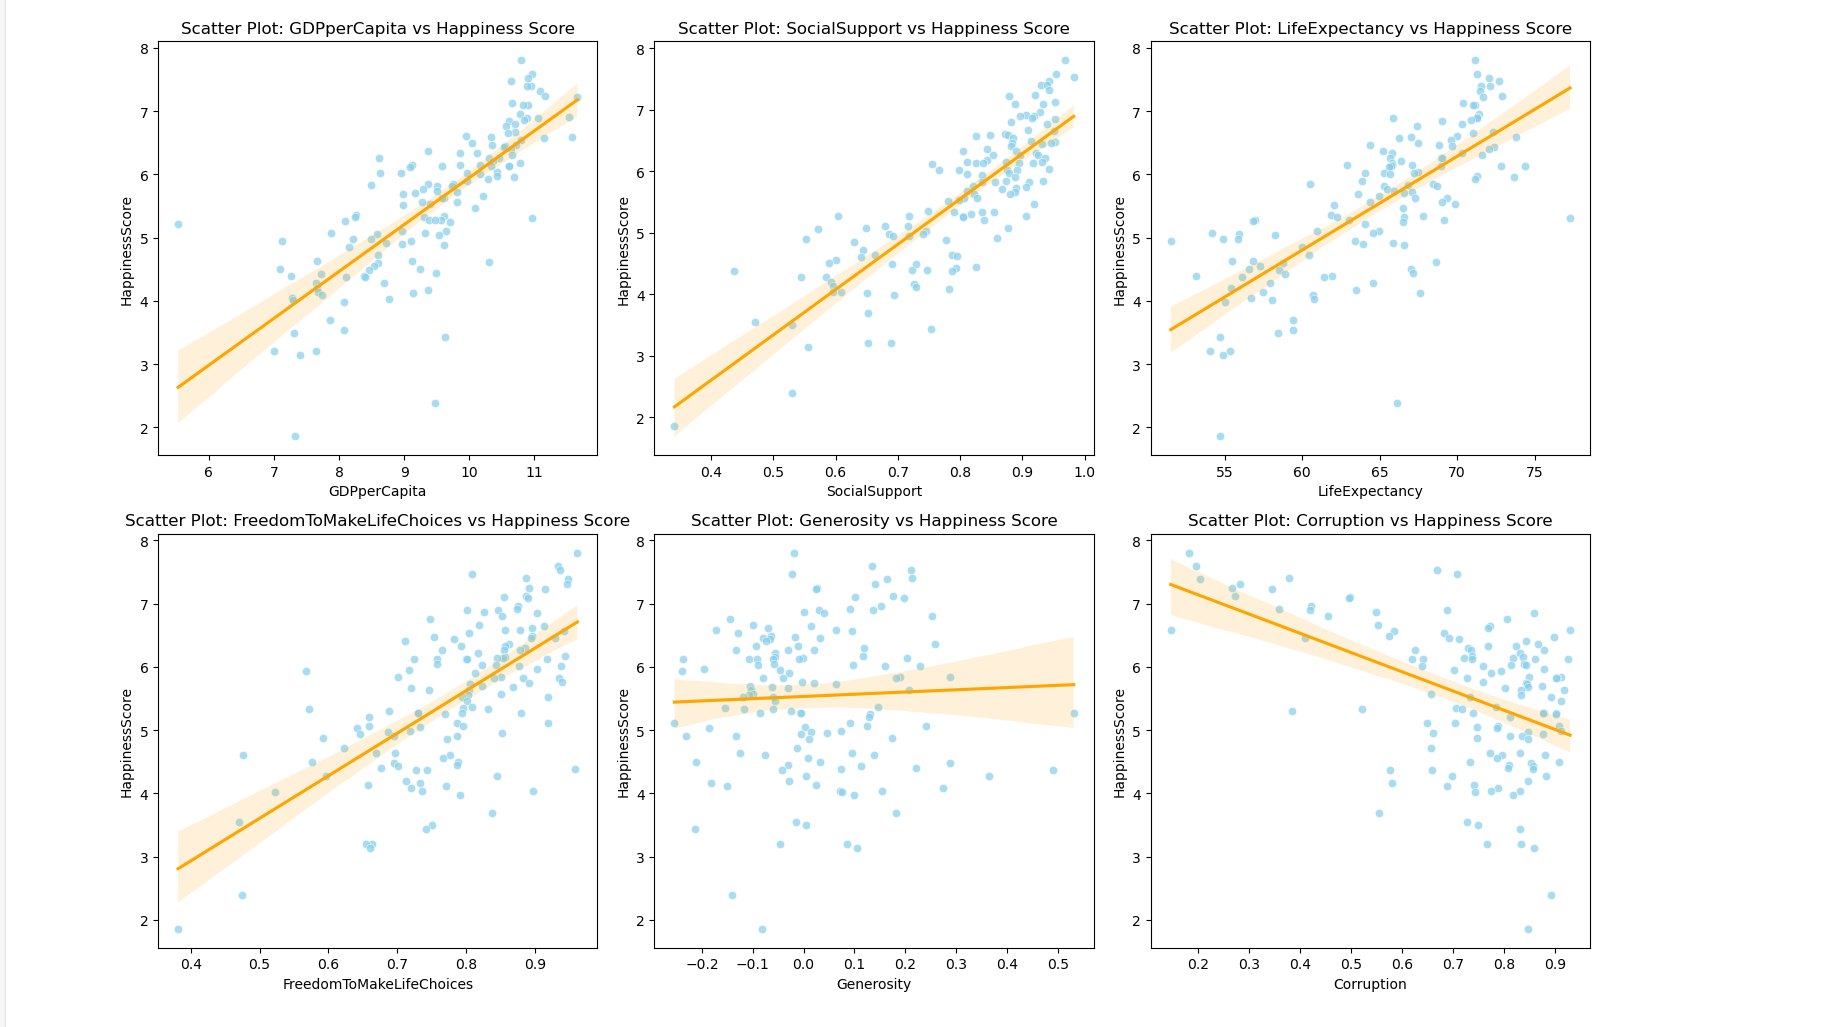 Scatter Plot: GDPperCapita vs Happiness Score
8
7
6
5
4
3
2
HappinessScore
6 7 8 9 10 11
GDPperCapita
Scatter Plot: SocialSupport vs Happiness Score
8
7
6
5
4
3
2
HappinessScore
0.4 0.5 0.6 0.7 0.8 0.9 1.0
SocialSupport
Scatter Plot: LifeExpectancy vs Happiness Score
8
7
6
5
4
3
2
HappinessScore
55 60 65 70 75
LifeExpectancy
Scatter Plot: FreedomToMakeLifeChoices vs Happiness Score
8
7
6
5
4
3
2
HappinessScore
0.4 0.5 0.6 0.7 0.8 0.9
FreedomToMakeLifeChoices
Scatter Plot: Generosity vs Happiness Score
8
7
6
5
4
3
2
HappinessScore
−0.2 −0.1 0.0 0.1 0.2 0.3 0.4 0.5
Generosity
Scatter Plot: Corruption vs Happiness Score
8
7
6
5
4
3
2
HappinessScore
0.2 0.3 0.4 0.5 0.6 0.7 0.8 0.9
Corruption